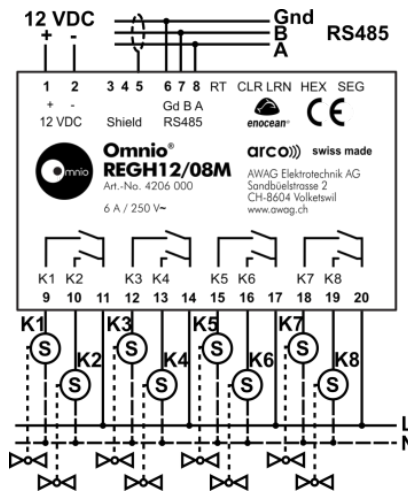 12 VDC
+ -
Gnd
B
A
RS485
1 2 3 4 5 6 7 8 RT CLR LRN HEX SEG
+ - Gd B A
12 VDC Shield RS485
enocean®
CE
Omnio
Omnio®
REGH12/08M
Art.-No. 4206 000
6 A / 250 V~
arco))) swiss made
AWAG Elektrotechnik AG
Sandbüelstrasse 2
CH-8604 Volketswil
www.awag.ch
K1 K2 K3 K4 K5 K6 K7 K8
9 10 11 12 13 14 15 16 17 18 19 20
K1 K3 K5 K7
S S S S
K2 K4 K6 K8
S S S S
L
N